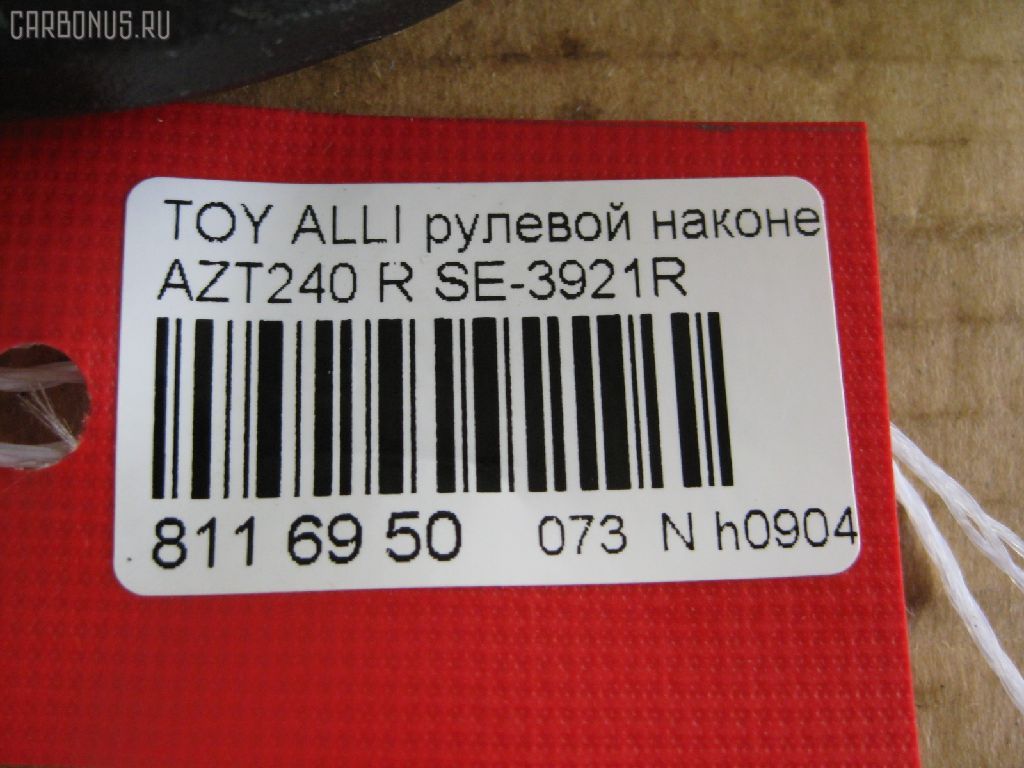 CARBONUS.RU
TOY ALLI рулевой наконе
AZT240 R SE-3921R
811 69 50 073 N h0904